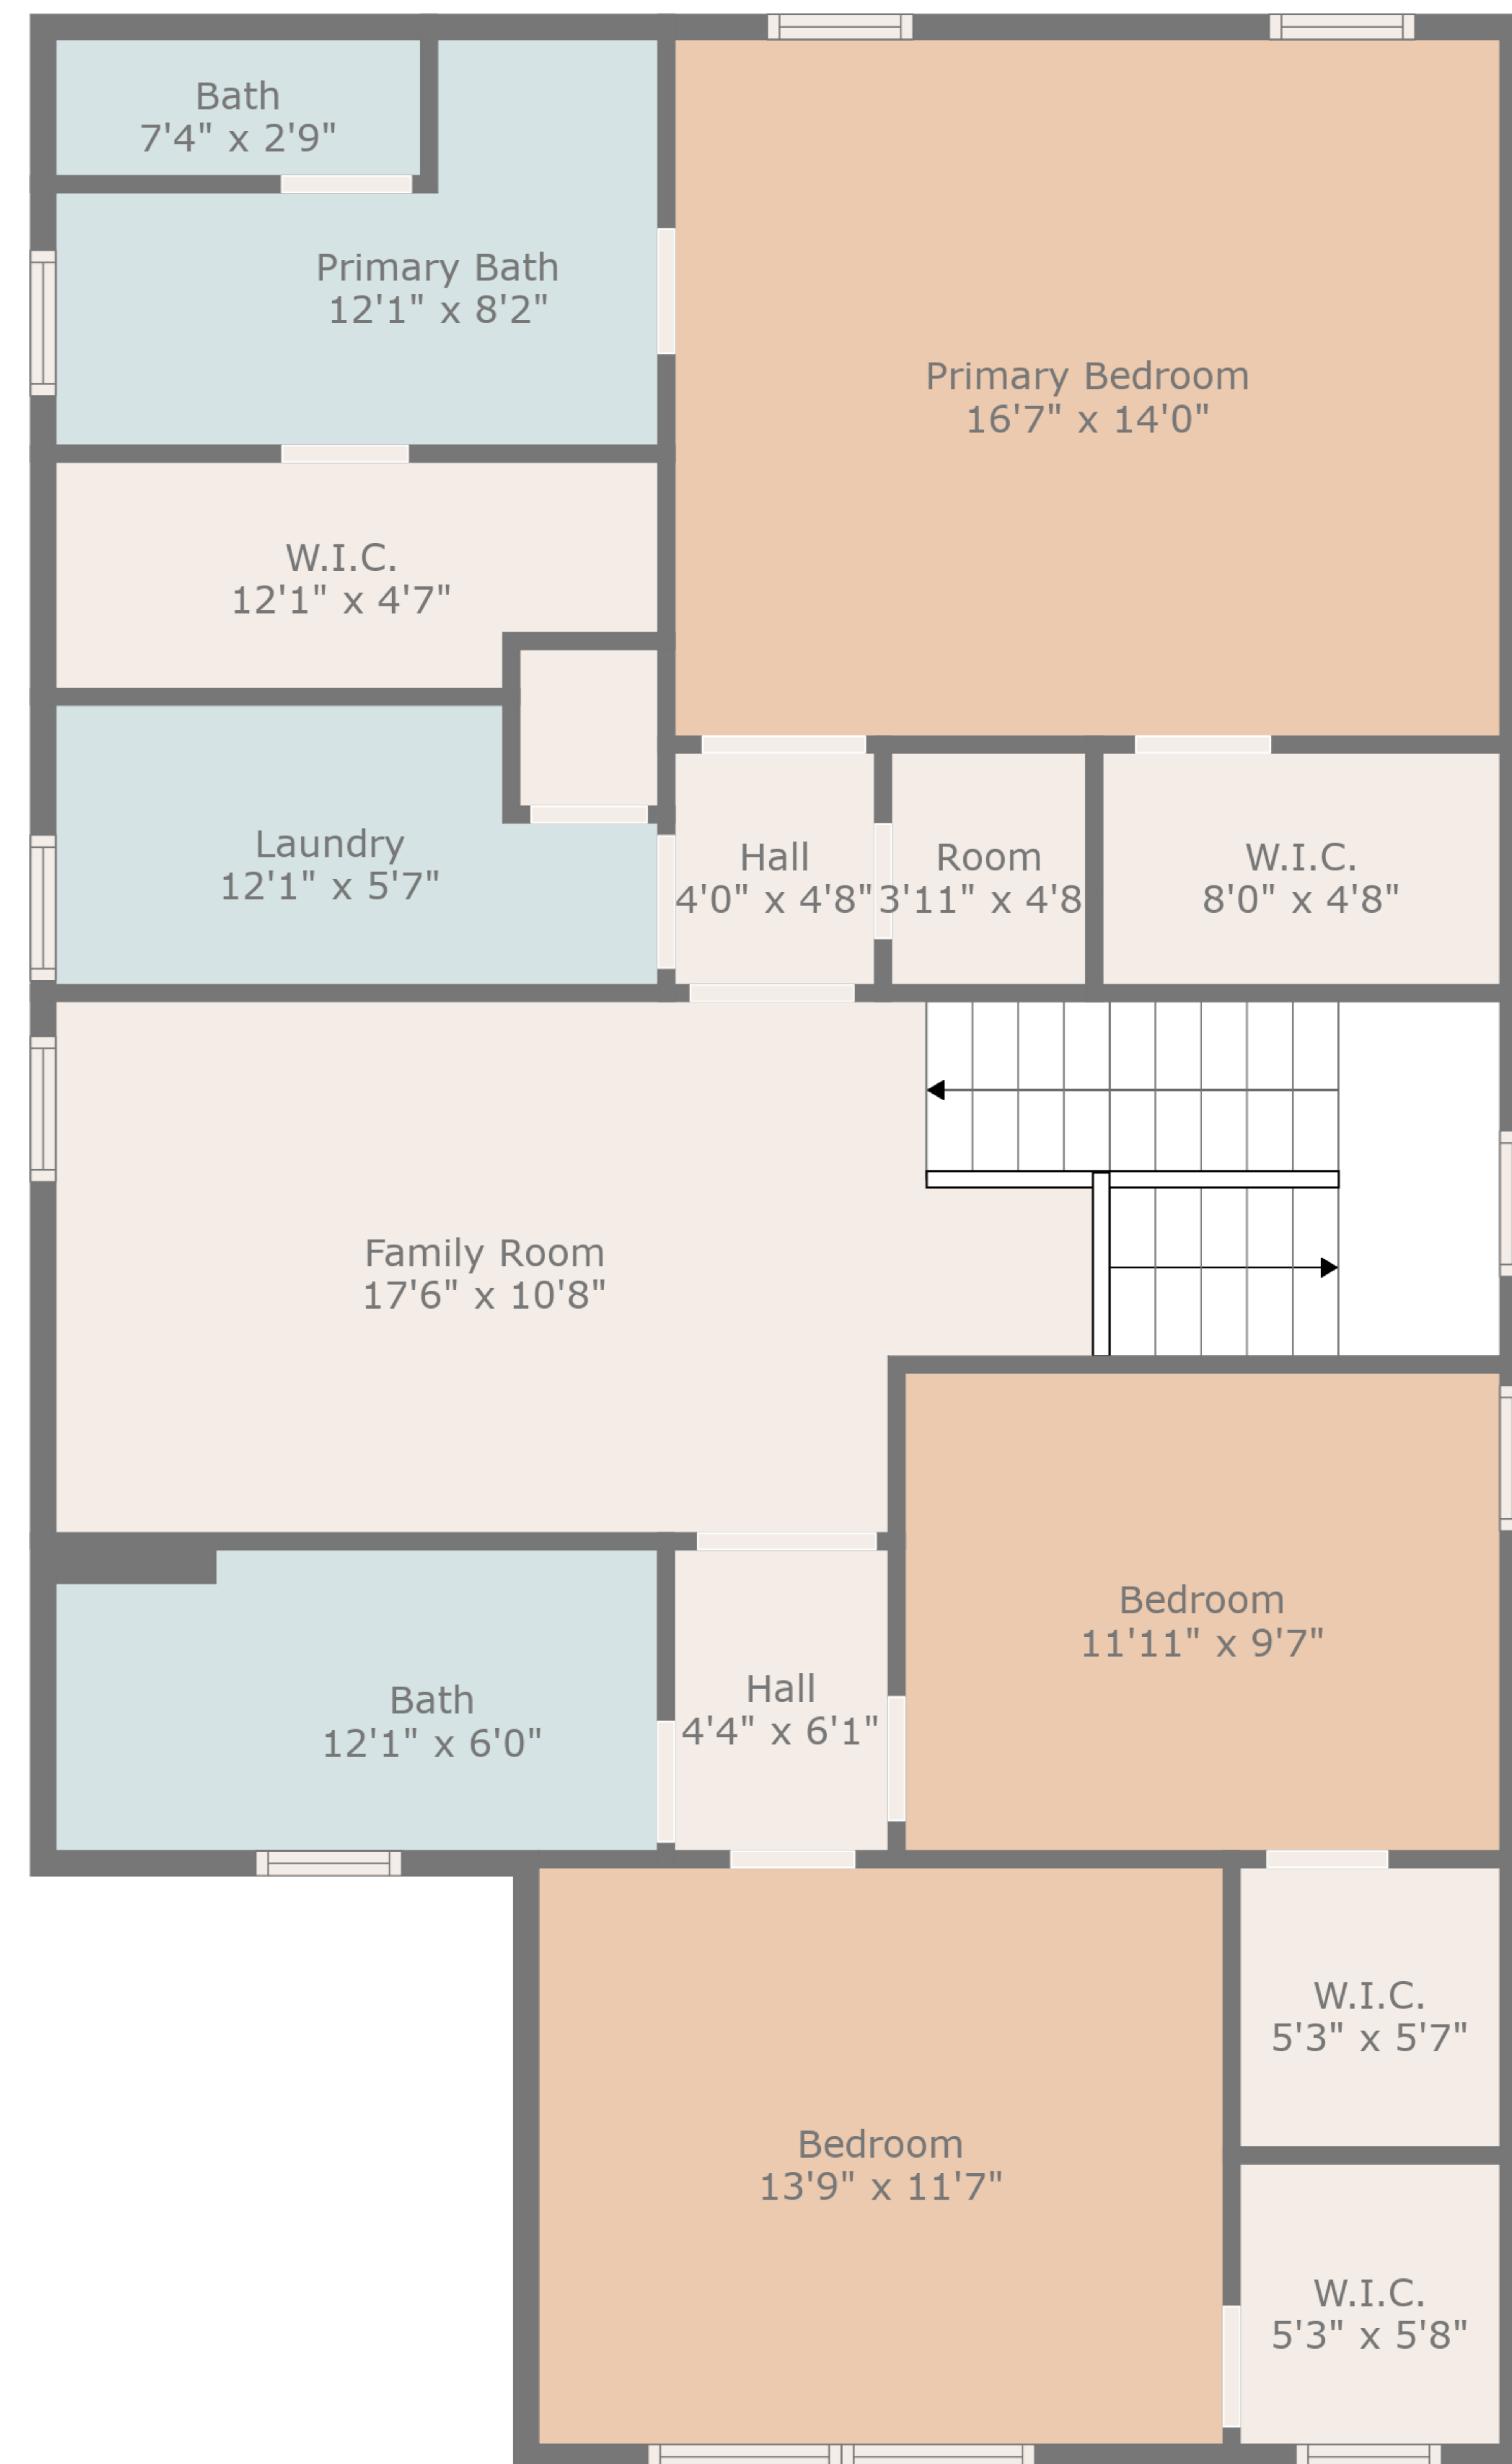 Bath
7'4" x 2'9"
Primary Bath
12'1" x 8'2"
Primary Bedroom
16'7" x 14'0"
W.I.C.
12'1" x 4'7"
Laundry
12'1" x 5'7"
Hall
4'0" x 4'8"
Room
3'11" x 4'8
W.I.C.
8'0" x 4'8"
Family Room
17'6" x 10'8"
Bedroom
11'11" x 9'7"
Hall
4'4" x 6'1"
Bath
12'1" x 6'0"
W.I.C.
5'3" x 5'7"
Bedroom
13'9" x 11'7"
W.I.C.
5'3" x 5'8"